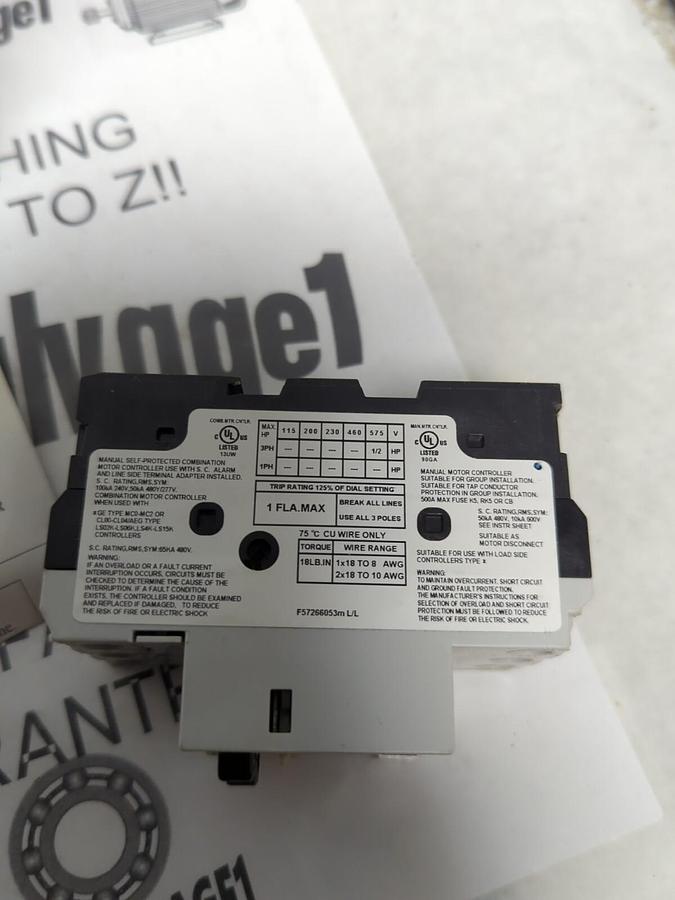 age1
HING
TO Z!!
lvage1
COMB.MTR.CNTLR.
C UL US
LISTED
13UW
MAX. HP 115 200 230 460 575 V
3PH — — — — 1/2 HP
1PH — — — — — HP
MAN.MTR.CNTLR.
C UL US
LISTED
90GA
MANUAL SELF-PROTECTED COMBINATION
MOTOR CONTROLLER USE WITH S. C. ALARM
AND LINE SIDE TERMINAL ADAPTER INSTALLED.
S. C. RATING,RMS,SYM:
100kA 240V,50kA 480Y/277V.
COMBINATION MOTOR CONTROLLER
WHEN USED WITH
*GE TYPE MC0-MC2 OR
CL00-CL04/AEG TYPE
LS02K-LS06K,LS4K-LS15K
CONTROLLERS
S.C. RATING,RMS,SYM:65KA 480V.
WARNING:
IF AN OVERLOAD OR A FAULT CURRENT
INTERRUPTION OCCURS, CIRCUITS MUST BE
CHECKED TO DETERMINE THE CAUSE OF THE
INTERRUPTION. IF A FAULT CONDITION
EXISTS, THE CONTROLLER SHOULD BE EXAMINED
AND REPLACED IF DAMAGED, TO REDUCE
THE RISK OF FIRE OR ELECTRIC SHOCK
TRIP RATING 125% OF DIAL SETTING
1 FLA.MAX
BREAK ALL LINES
USE ALL 3 POLES
75 °C CU WIRE ONLY
TORQUE WIRE RANGE
18LB.IN 1x18 TO 8 AWG
2x18 TO 10 AWG
F57266053m L/L
MANUAL MOTOR CONTROLLER
SUITABLE FOR GROUP INSTALLATION.
SUITABLE FOR TAP CONDUCTOR
PROTECTION IN GROUP INSTALLATION.
500A MAX FUSE K5, RK5 OR CB
S. C. RATING,RMS,SYM:
50kA 480V, 10kA 600V
SEE INSTR SHEET
SUITABLE AS
MOTOR DISCONNECT
SUITABLE FOR USE WITH LOAD SIDE
CONTROLLERS TYPE *
WARNING:
TO MAINTAIN OVERCURRENT, SHORT CIRCUIT
AND GROUND FAULT PROTECTION.
THE MANUFACTURER'S INSTRUCTIONS FOR
SELECTION OF OVERLOAD AND SHORT CIRCUIT
PROTECTION MUST BE FOLLOWED TO REDUCE
THE RISK OF FIRE OR ELECTRIC SHOCK.
RANTE
AGE1